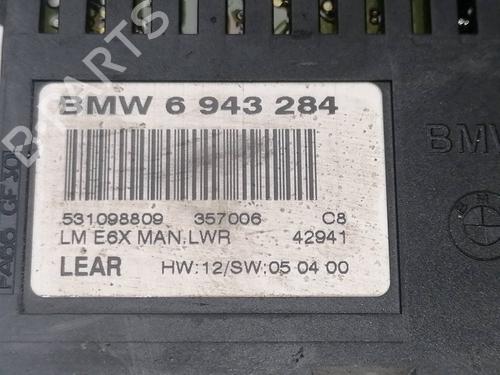 BMW 6 943 284
531098809 357006 C8
LM E6X MAN.LWR 42941
LEAR HW:12/SW:05 04 00
BMW
B-PARTS